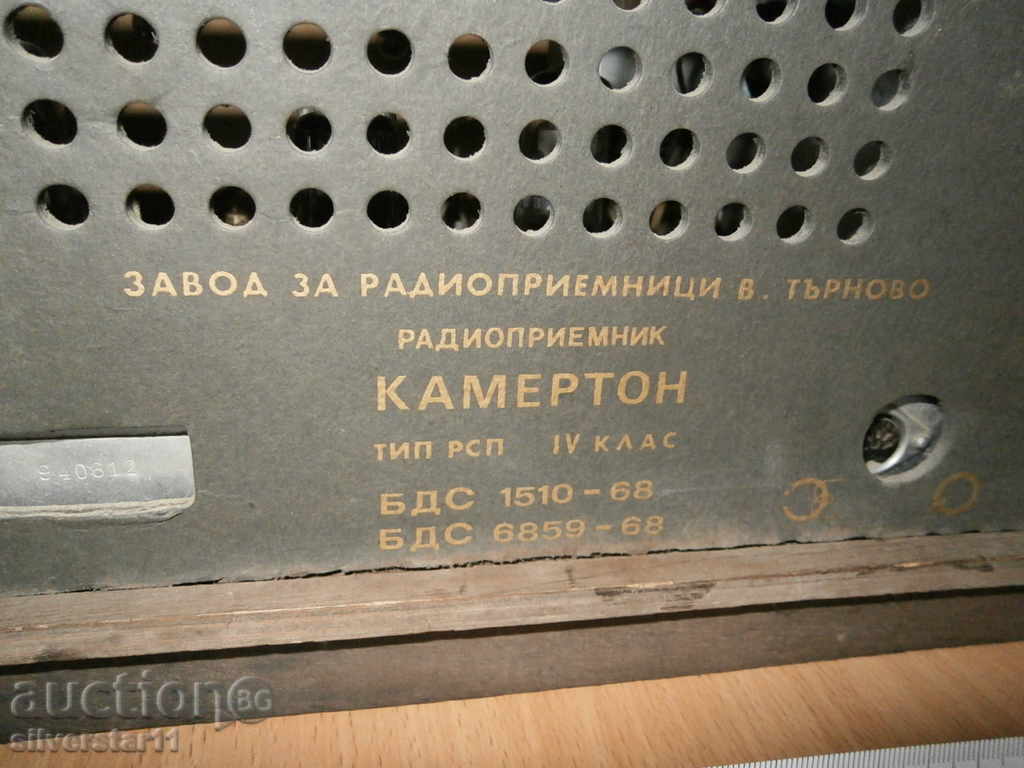 ЗАВОД ЗА РАДИОПРИЕМНИЦИ В. ТЪРНОВО
РАДИОПРИЕМНИК
КАМЕРТОН
ТИП РСП IV КЛАС
БДС 1510-68
БДС 6859-68
auction BG
silverstar11